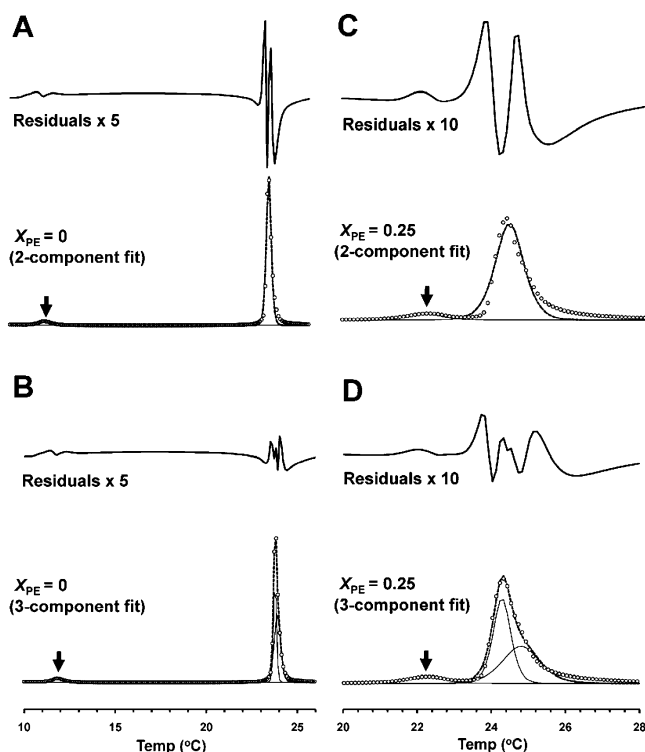 A
Residuals x 5
XPE = 0
(2-component fit)
B
Residuals x 5
XPE = 0
(3-component fit)
10 15 20 25
Temp (ºC)
C
Residuals x 10
XPE = 0.25
(2-component fit)
D
Residuals x 10
XPE = 0.25
(3-component fit)
20 22 24 26 28
Temp (ºC)